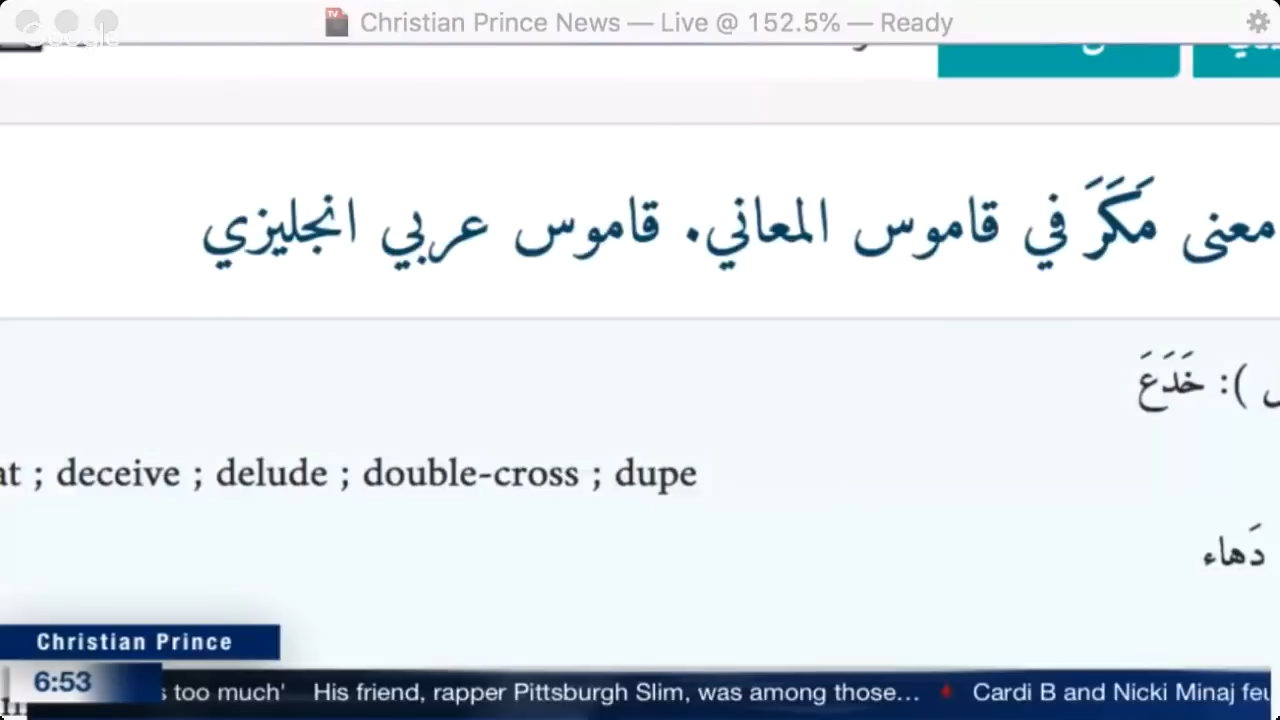 Christian Prince News — Live @ 152.5% — Ready
Google
معنى مَكَرَ في قاموس المعاني. قاموس عربي انجليزي
): خَدَعَ
; deceive ; delude ; double-cross ; dupe
دَهاء
Christian Prince
6:53
too much' His friend, rapper Pittsburgh Slim, was among those... Cardi B and Nicki Minaj